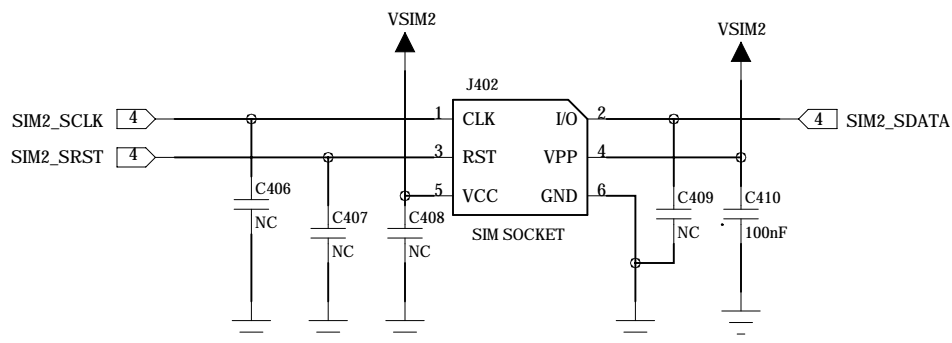 VSIM2
VSIM2
J402
SIM2_SCLK 4 1 CLK I/O 2 4 SIM2_SDATA
SIM2_SRST 4 3 RST VPP 4
5 VCC GND 6
C406
NC
C407
NC
C408
NC
SIM SOCKET
C409
NC
C410
100nF